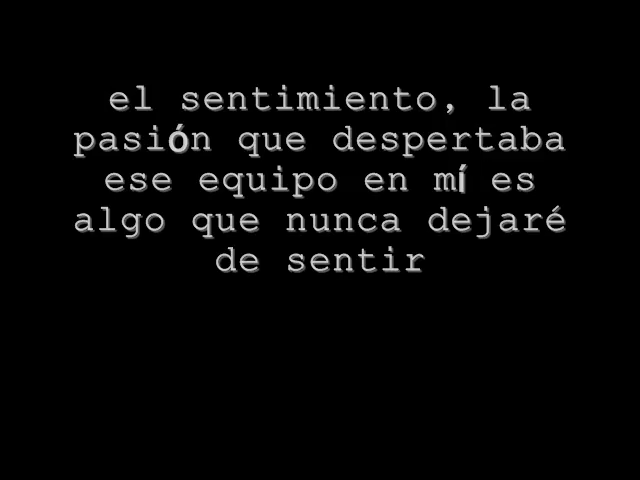 el sentimiento, la
pasión que despertaba
ese equipo en mí es
algo que nunca dejaré
de sentir